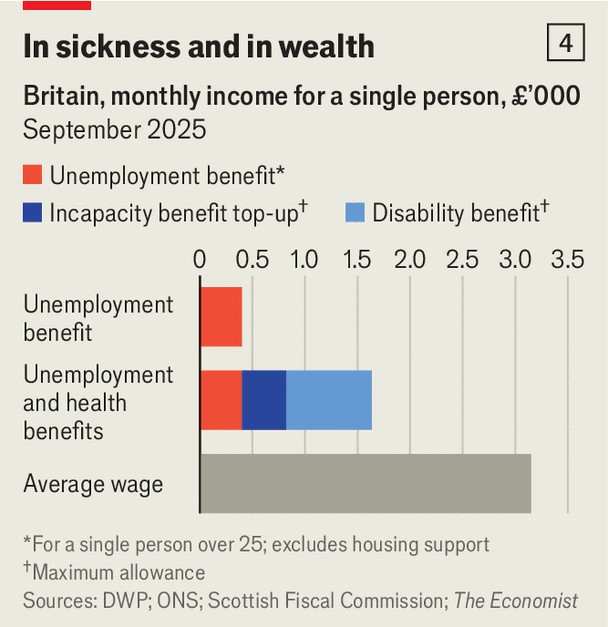 In sickness and in wealth
4
Britain, monthly income for a single person, £’000
September 2025
Unemployment benefit*
Incapacity benefit top-up† Disability benefit†
0 0.5 1.0 1.5 2.0 2.5 3.0 3.5
Unemployment
benefit
Unemployment
and health
benefits
Average wage
*For a single person over 25; excludes housing support
†Maximum allowance
Sources: DWP; ONS; Scottish Fiscal Commission; The Economist